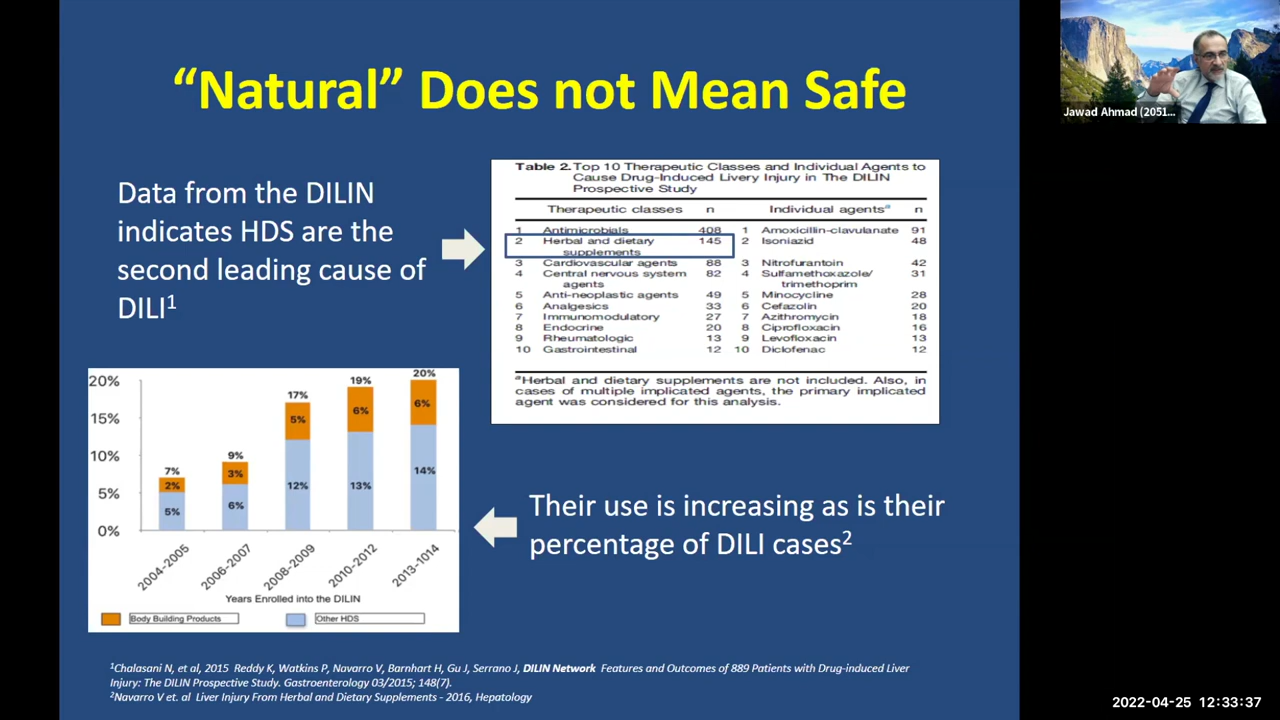 “Natural” Does not Mean Safe
Jawad Ahmad (2051...
Data from the DILIN
indicates HDS are the
second leading cause of
DILI1
Table 2. Top 10 Therapeutic Classes and Individual Agents to
Cause Drug-Induced Livery Injury in The DILIN
Prospective Study
Therapeutic classes n Individual agentsa n
1 Antimicrobials 408 1 Amoxicillin-clavulanate 91
2 Herbal and dietary 145 2 Isoniazid 48
supplements
3 Cardiovascular agents 88 3 Nitrofurantoin 42
4 Central nervous system 82 4 Sulfamethoxazole/ 31
agents trimethoprim
5 Anti-neoplastic agents 49 5 Minocycline 28
6 Analgesics 33 6 Cefazolin 20
7 Immunomodulatory 27 7 Azithromycin 18
8 Endocrine 20 8 Ciprofloxacin 16
9 Rheumatologic 13 9 Levofloxacin 13
10 Gastrointestinal 12 10 Diclofenac 12
aHerbal and dietary supplements are not included. Also, in
cases of multiple implicated agents, the primary implicated
agent was considered for this analysis.
20%
15%
10%
5%
0%
7%
2%
5%
9%
3%
6%
17%
5%
12%
19%
6%
13%
20%
6%
14%
2004-2005
2006-2007
2008-2009
2010-2012
2013-1014
Years Enrolled into the DILIN
Body Building Products
Other HDS
Their use is increasing as is their
percentage of DILI cases2
1Chalasani N, et al, 2015 Reddy K, Watkins P, Navarro V, Barnhart H, Gu J, Serrano J, DILIN Network Features and Outcomes of 889 Patients with Drug-induced Liver
Injury: The DILIN Prospective Study. Gastroenterology 03/2015; 148(7).
2Navarro V et. al Liver Injury From Herbal and Dietary Supplements - 2016, Hepatology
2022-04-25 12:33:37